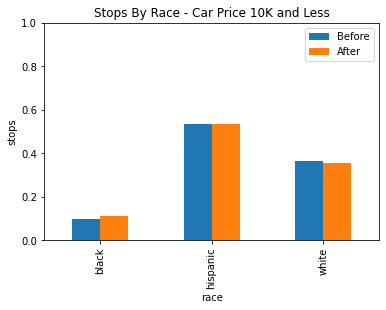 Stops By Race - Car Price 10K and Less
1.0
0.8
0.6
0.4
0.2
0.0
stops
Before
After
black
hispanic
white
race